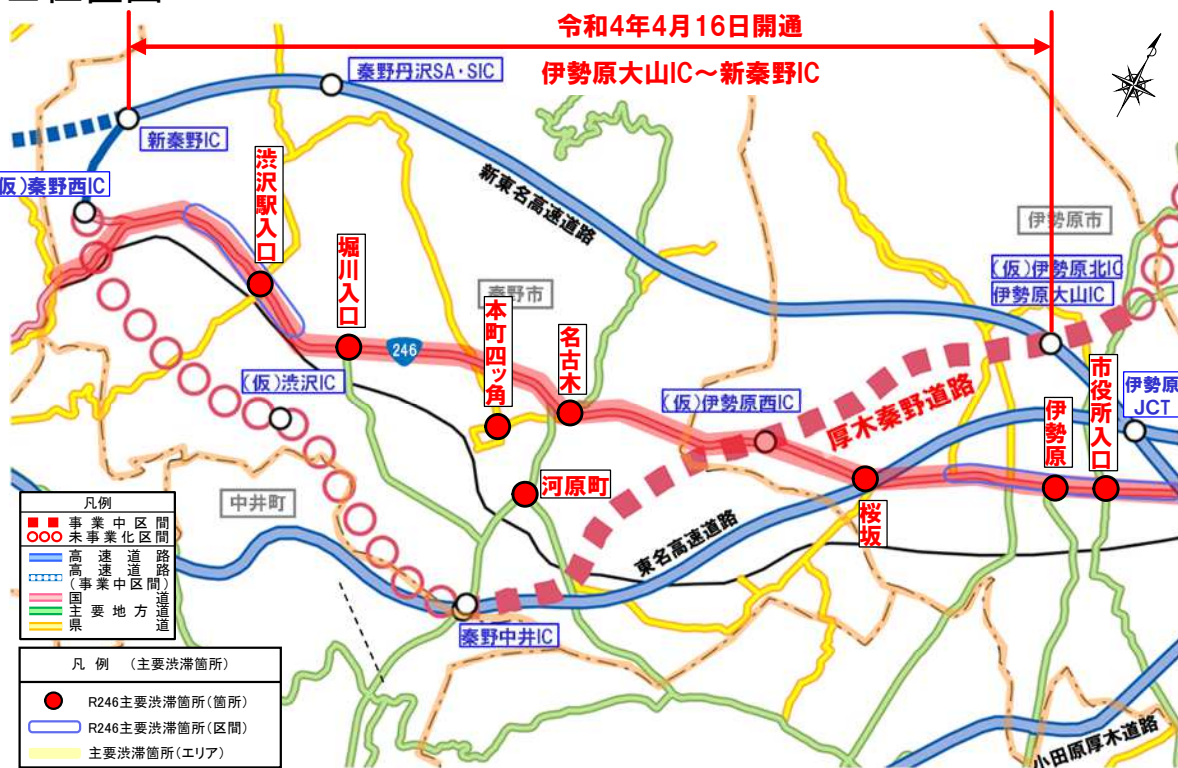 令和4年4月16日開通
伊勢原大山IC～新秦野IC
秦野丹沢SA・SIC
新秦野IC
(仮)秦野西IC
渋沢駅入口
堀川入口
新東名高速道路
伊勢原市
(仮)伊勢原北IC
伊勢原大山IC
秦野市
本町四ッ角
名古木
246
(仮)渋沢IC
(仮)伊勢原西IC
厚木秦野道路
伊勢原
市役所入口
伊勢原
JCT
河原町
中井町
東名高速道路
桜坂
秦野中井IC
小田原厚木道路
凡例
事業中区間
未事業化区間
高速道路
高速道路
(事業中区間)
国道
主要地方道
県道
凡 例 (主要渋滞箇所)
R246主要渋滞箇所(箇所)
R246主要渋滞箇所(区間)
主要渋滞箇所(エリア)